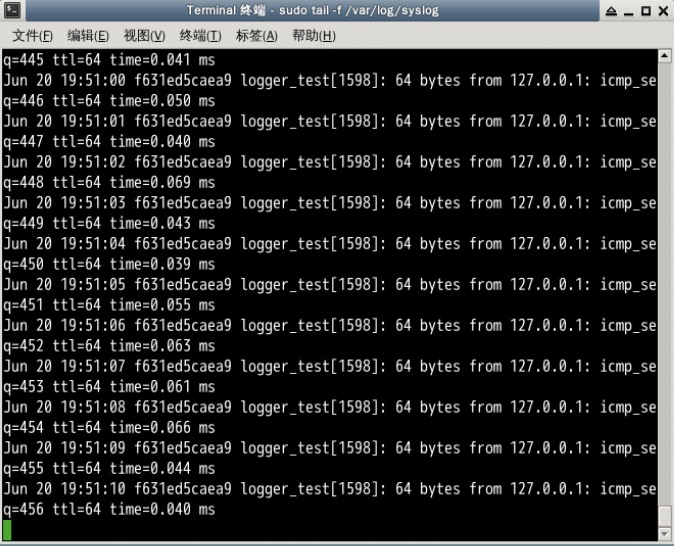 Terminal 终端 - sudo tail -f /var/log/syslog
文件(F) 编辑(E) 视图(V) 终端(T) 标签(A) 帮助(H)
q=445 ttl=64 time=0.041 ms
Jun 20 19:51:00 f631ed5caea9 logger_test[1598]: 64 bytes from 127.0.0.1: icmp_se
q=446 ttl=64 time=0.050 ms
Jun 20 19:51:01 f631ed5caea9 logger_test[1598]: 64 bytes from 127.0.0.1: icmp_se
q=447 ttl=64 time=0.040 ms
Jun 20 19:51:02 f631ed5caea9 logger_test[1598]: 64 bytes from 127.0.0.1: icmp_se
q=448 ttl=64 time=0.069 ms
Jun 20 19:51:03 f631ed5caea9 logger_test[1598]: 64 bytes from 127.0.0.1: icmp_se
q=449 ttl=64 time=0.043 ms
Jun 20 19:51:04 f631ed5caea9 logger_test[1598]: 64 bytes from 127.0.0.1: icmp_se
q=450 ttl=64 time=0.039 ms
Jun 20 19:51:05 f631ed5caea9 logger_test[1598]: 64 bytes from 127.0.0.1: icmp_se
q=451 ttl=64 time=0.055 ms
Jun 20 19:51:06 f631ed5caea9 logger_test[1598]: 64 bytes from 127.0.0.1: icmp_se
q=452 ttl=64 time=0.063 ms
Jun 20 19:51:07 f631ed5caea9 logger_test[1598]: 64 bytes from 127.0.0.1: icmp_se
q=453 ttl=64 time=0.061 ms
Jun 20 19:51:08 f631ed5caea9 logger_test[1598]: 64 bytes from 127.0.0.1: icmp_se
q=454 ttl=64 time=0.066 ms
Jun 20 19:51:09 f631ed5caea9 logger_test[1598]: 64 bytes from 127.0.0.1: icmp_se
q=455 ttl=64 time=0.044 ms
Jun 20 19:51:10 f631ed5caea9 logger_test[1598]: 64 bytes from 127.0.0.1: icmp_se
q=456 ttl=64 time=0.040 ms